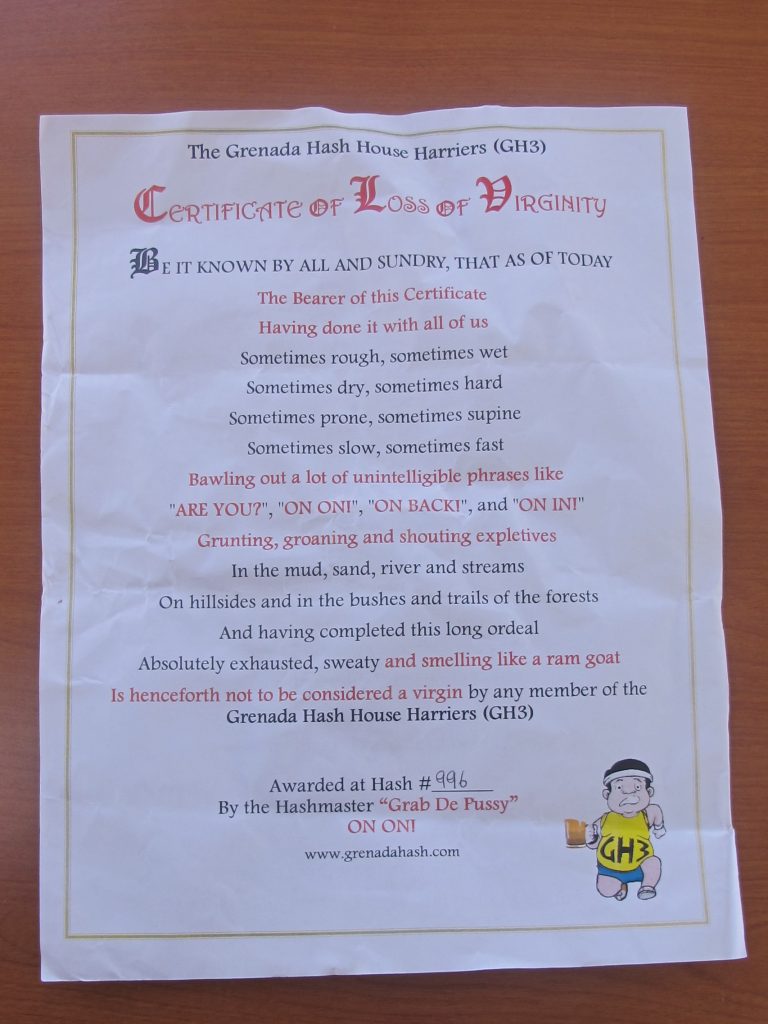 The Grenada Hash House Harriers (GH3)
CERTIFICATE OF LOSS OF VIRGINITY
BE IT KNOWN BY ALL AND SUNDRY, THAT AS OF TODAY
The Bearer of this Certificate
Having done it with all of us
Sometimes rough, sometimes wet
Sometimes dry, sometimes hard
Sometimes prone, sometimes supine
Sometimes slow, sometimes fast
Bawling out a lot of unintelligible phrases like
"ARE YOU?", "ON ON!", "ON BACK!", and "ON IN!"
Grunting, groaning and shouting expletives
In the mud, sand, river and streams
On hillsides and in the bushes and trails of the forests
And having completed this long ordeal
Absolutely exhausted, sweaty and smelling like a ram goat
Is henceforth not to be considered a virgin by any member of the
Grenada Hash House Harriers (GH3)
Awarded at Hash #996
By the Hashmaster “Grab De Pussy”
ON ON!
www.grenadahash.com
GH3